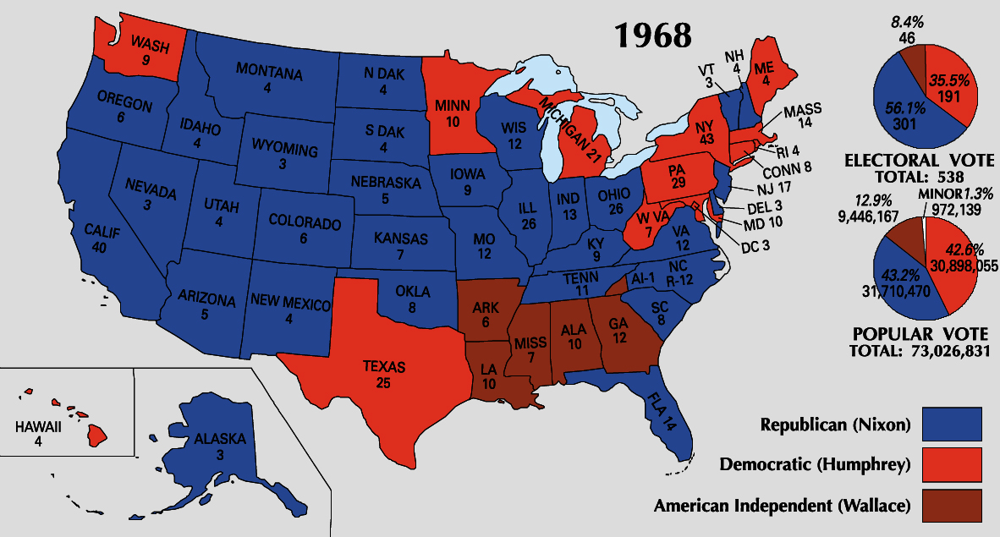 1968
WASH
9
OREGON
6
CALIF
40
NEVADA
3
IDAHO
4
MONTANA
4
WYOMING
3
UTAH
4
COLORADO
6
ARIZONA
5
NEW MEXICO
4
N DAK
4
S DAK
4
NEBRASKA
5
KANSAS
7
OKLA
8
TEXAS
25
MINN
10
IOWA
9
MO
12
ARK
6
LA
10
WIS
12
ILL
26
MICHIGAN 21
IND
13
OHIO
26
KY
9
TENN
11
MISS
7
ALA
10
GA
12
FLA 14
SC
8
AI-1
NC
R-12
VA
12
W VA
7
PA
29
NY
43
VT
3
NH
4
ME
4
MASS
14
RI 4
CONN 8
NJ 17
DEL 3
MD 10
DC 3
HAWAII
4
ALASKA
3
8.4%
46
35.5%
191
56.1%
301
ELECTORAL VOTE
TOTAL: 538
MINOR 1.3%
972,139
12.9%
9,446,167
42.6%
30,898,055
43.2%
31,710,470
POPULAR VOTE
TOTAL: 73,026,831
Republican (Nixon)
Democratic (Humphrey)
American Independent (Wallace)